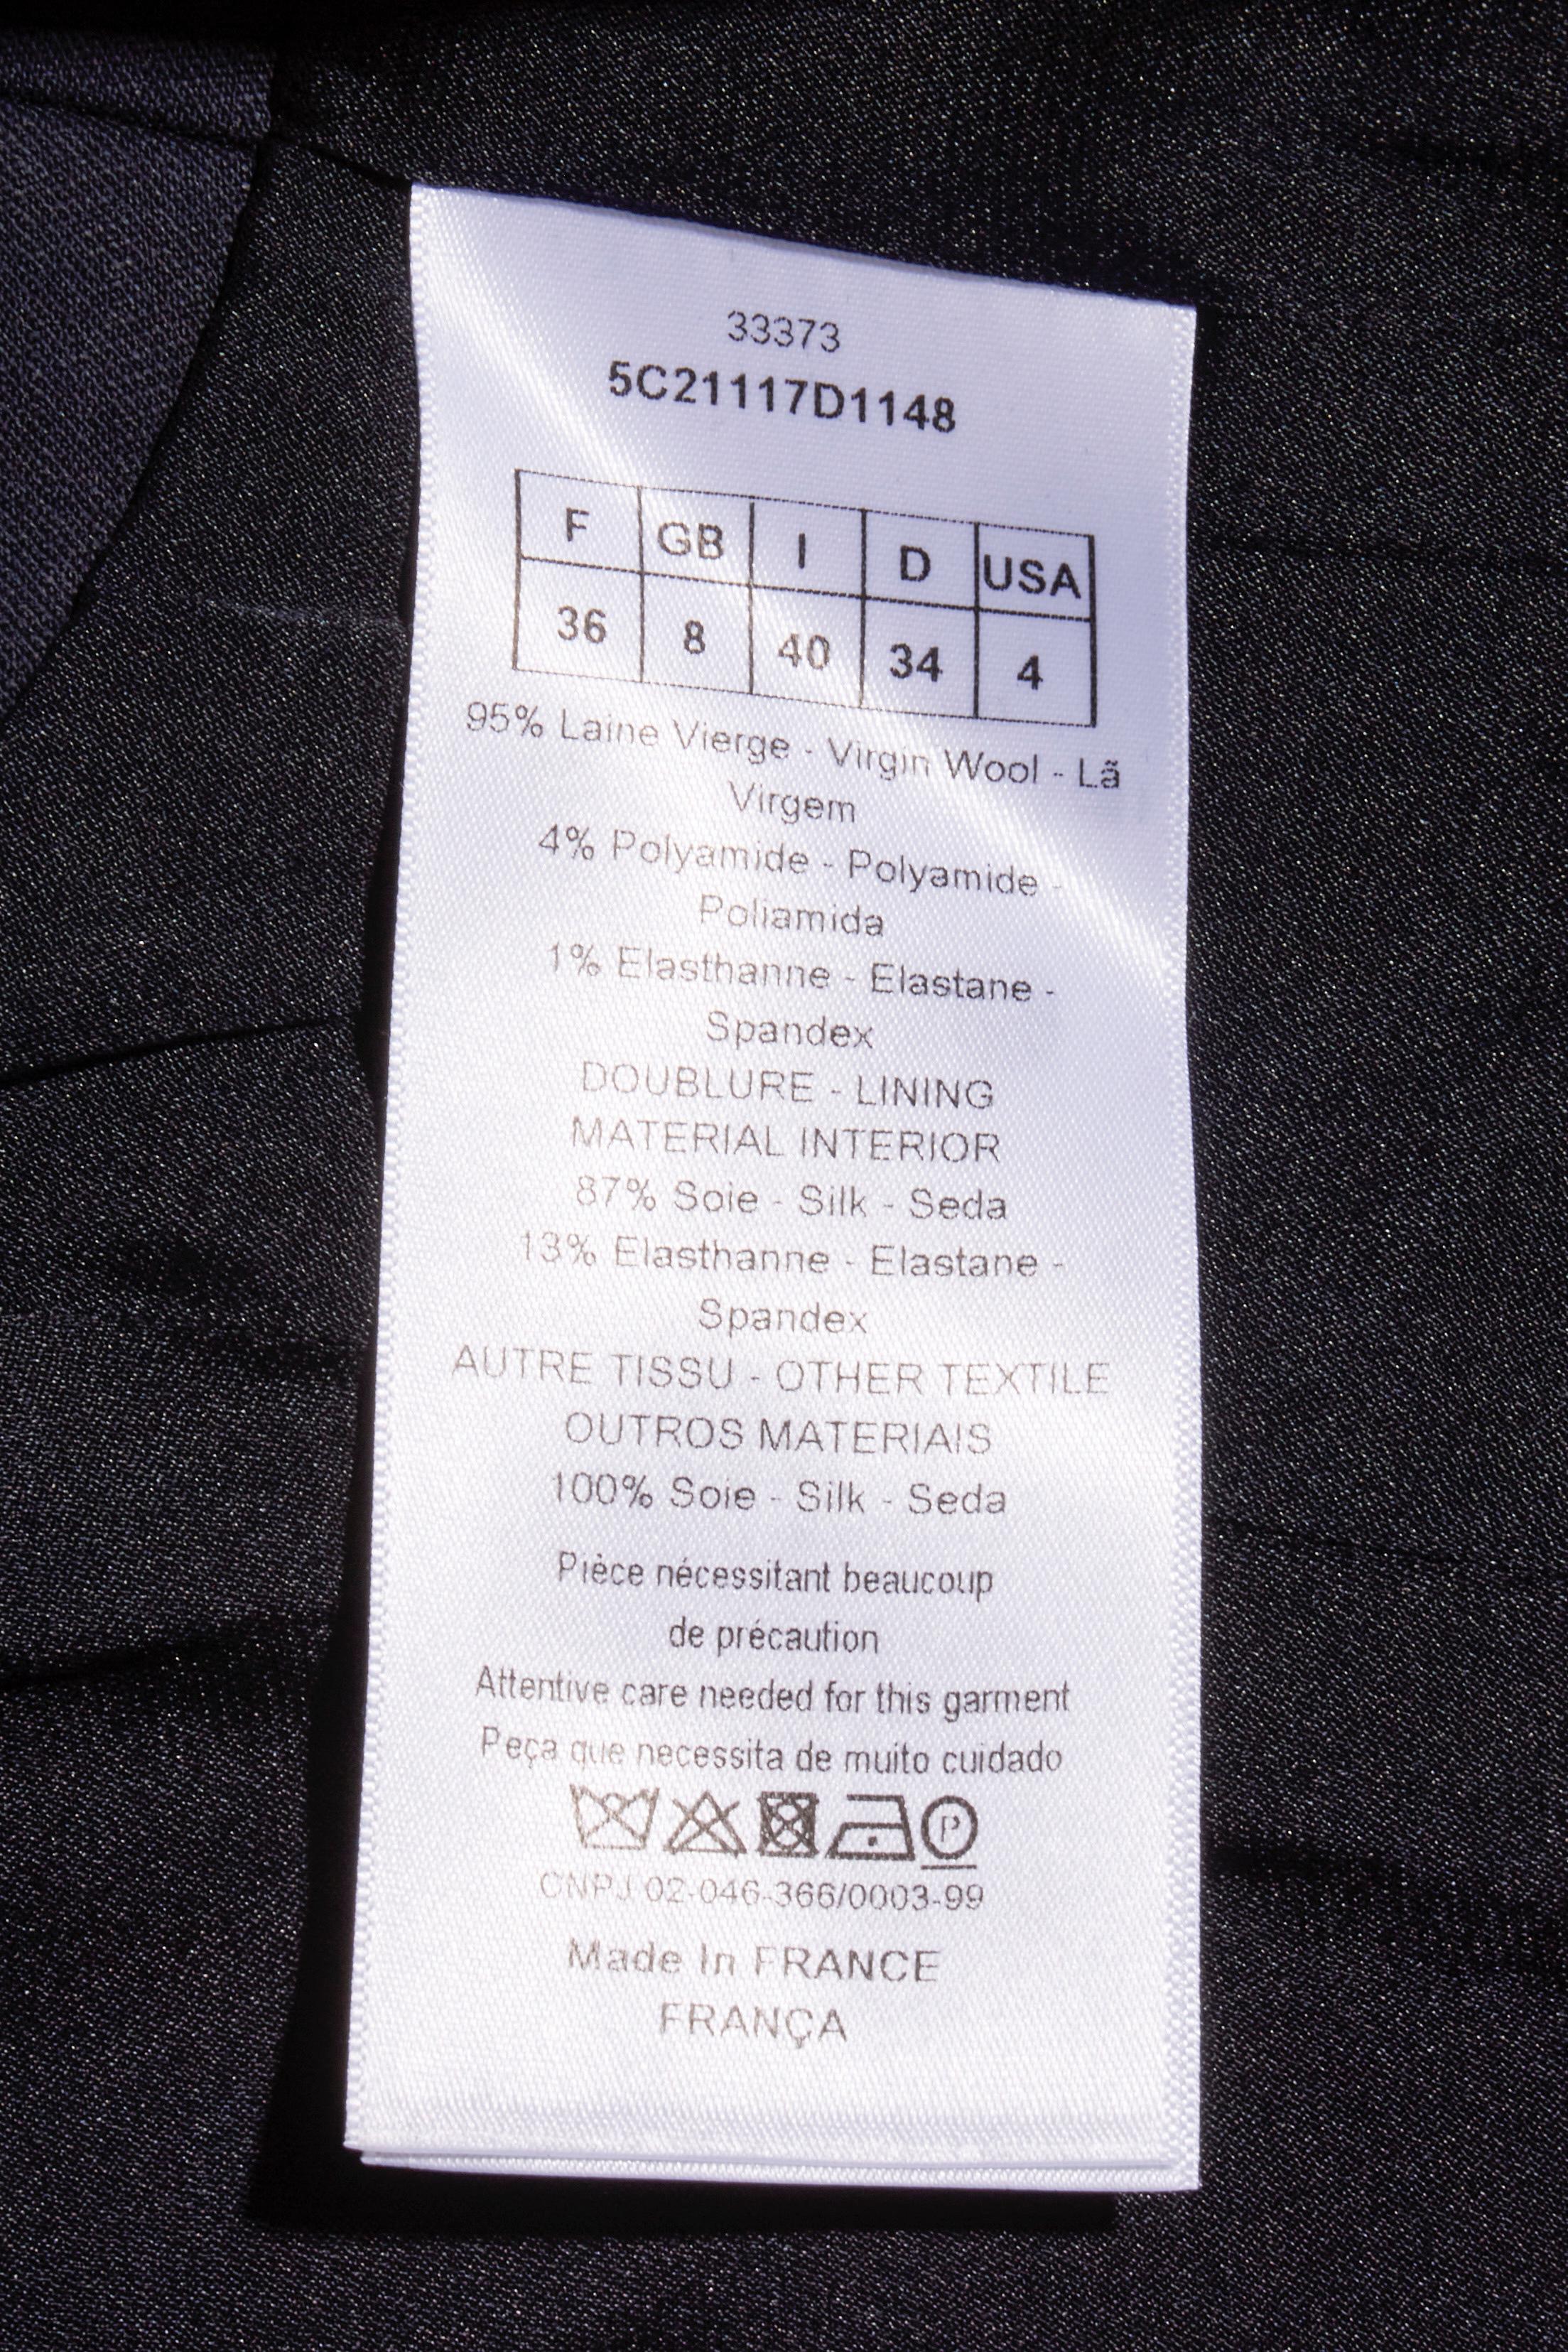 33373
5C21117D1148
F GB I D USA
36 8 40 34 4
95% Laine Vierge - Virgin Wool - Lã
Virgem
4% Polyamide - Polyamide -
Poliamida
1% Elasthanne - Elastane -
Spandex
DOUBLURE - LINING
MATERIAL INTERIOR
87% Soie - Silk - Seda
13% Elasthanne - Elastane -
Spandex
AUTRE TISSU - OTHER TEXTILE
OUTROS MATERIAIS
100% Soie - Silk - Seda
Pièce nécessitant beaucoup
de précaution
Attentive care needed for this garment
Peça que necessita de muito cuidado
P
CNPJ 02-046-366/0003-99
Made In FRANCE
FRANÇA